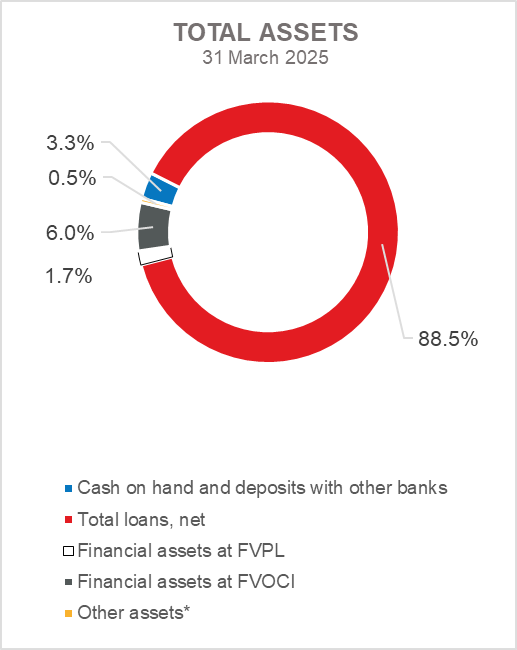 TOTAL ASSETS
31 March 2025
3.3%
0.5%
6.0%
1.7%
88.5%
Cash on hand and deposits with other banks
Total loans, net
Financial assets at FVPL
Financial assets at FVOCI
Other assets*